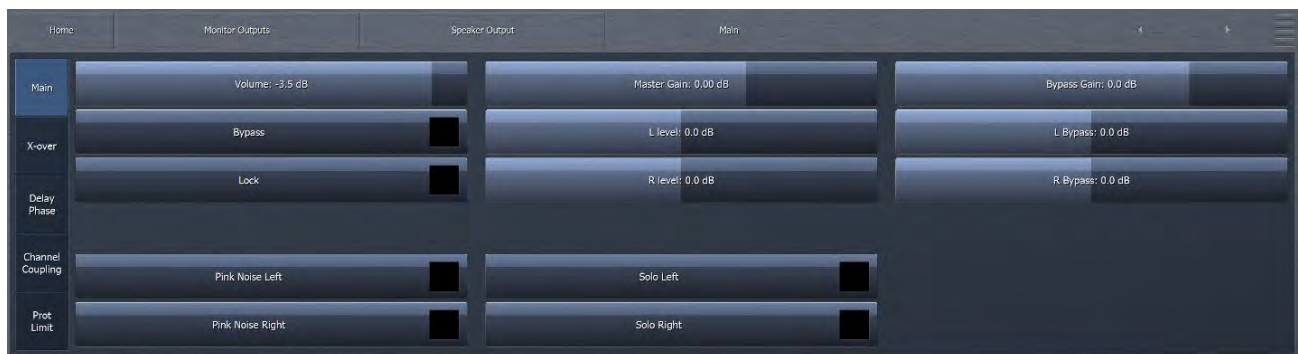 Home
Monitor Outputs
Speaker Output
Main
Main
X-over
Delay
Phase
Channel
Coupling
Prot
Limit
Volume: -3.5 dB
Bypass
Lock
Pink Noise Left
Pink Noise Right
Master Gain: 0.00 dB
L level: 0.0 dB
R level: 0.0 dB
Solo Left
Solo Right
Bypass Gain: 0.0 dB
L Bypass: 0.0 dB
R Bypass: 0.0 dB